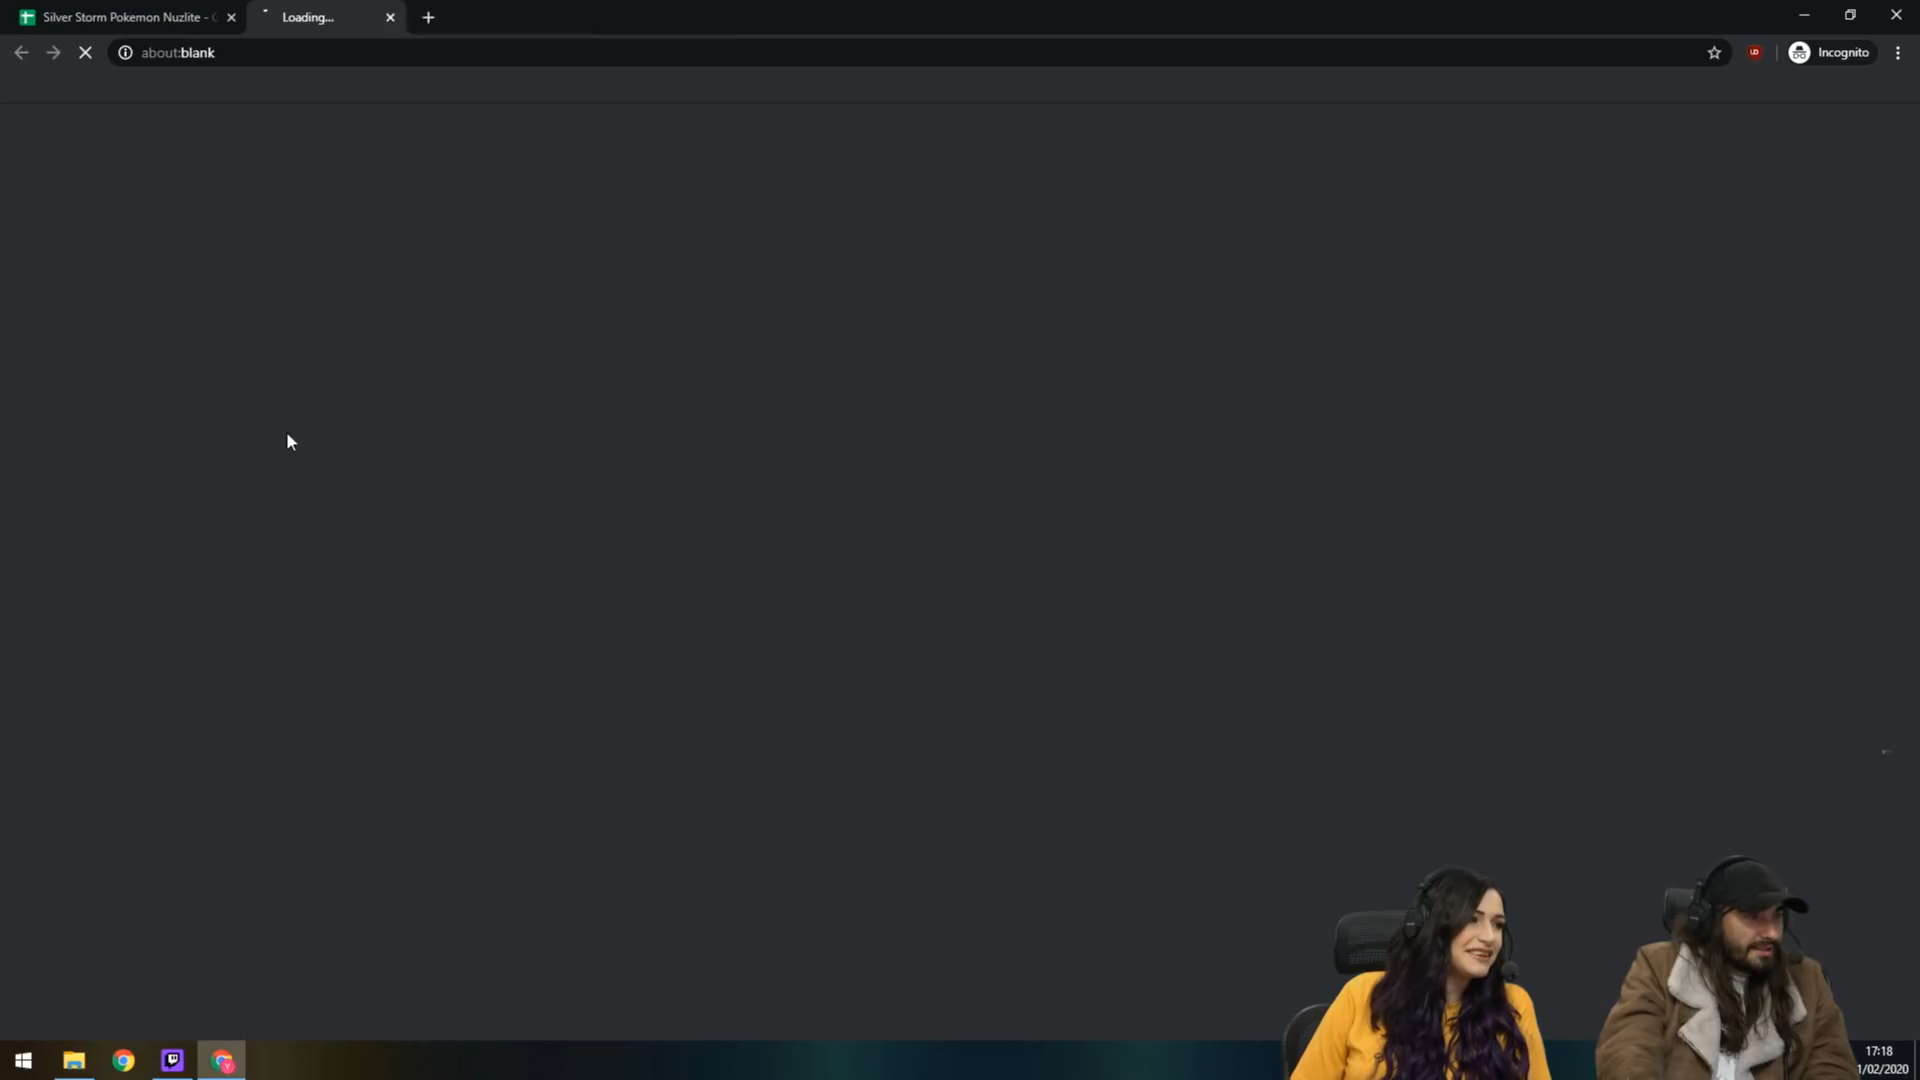 Silver Storm Pokemon Nuzlite - G
Loading...
about:blank
Incognito
17:18
1/02/2020